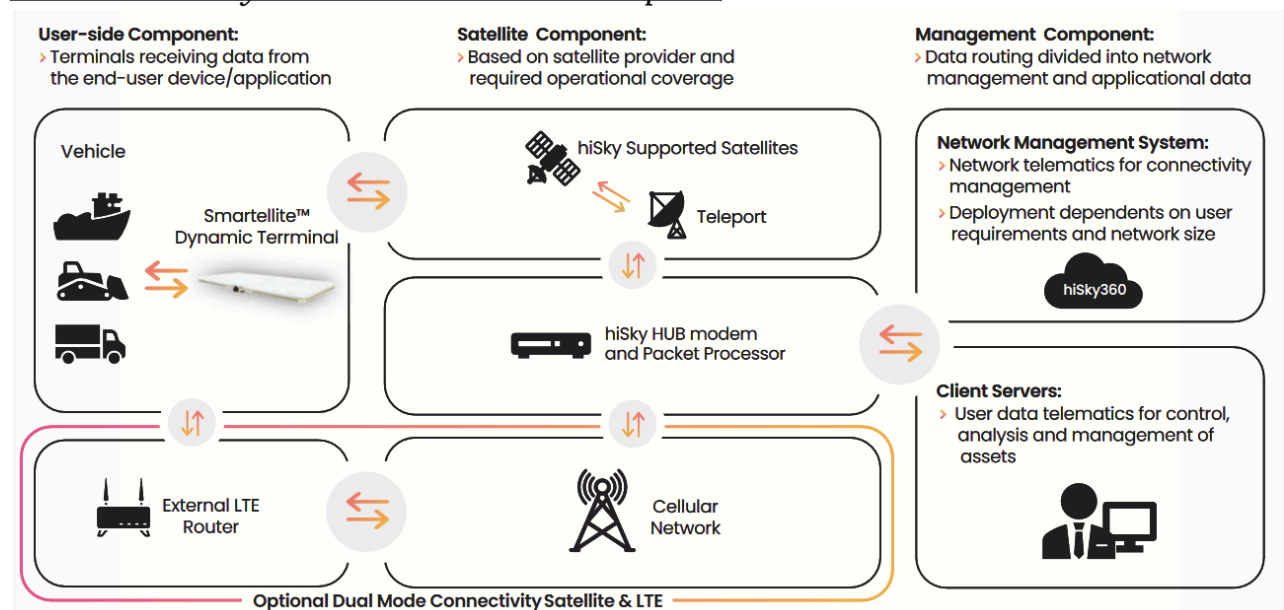 User-side Component:
> Terminals receiving data from
the end-user device/application
Satellite Component:
> Based on satellite provider and
required operational coverage
Management Component:
> Data routing divided into network
management and applicational data
Vehicle
Smartellite™
Dynamic Terrminal
hiSky Supported Satellites
Teleport
hiSky HUB modem
and Packet Processor
Network Management System:
> Network telematics for connectivity
management
> Deployment dependents on user
requirements and network size
hiSky360
Client Servers:
> User data telematics for control,
analysis and management of
assets
External LTE
Router
Cellular
Network
Optional Dual Mode Connectivity Satellite & LTE